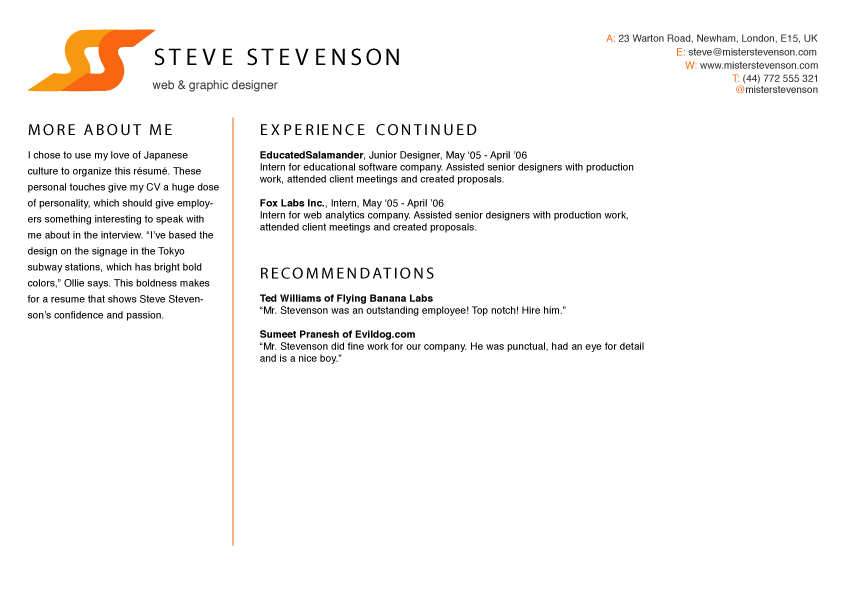 STEVE STEVENSON
web & graphic designer
A: 23 Warton Road, Newham, London, E15, UK
E: steve@misterstevenson.com
W: www.misterstevenson.com
T: (44) 772 555 321
@misterstevenson
MORE ABOUT ME
I chose to use my love of Japanese
culture to organize this résumé. These
personal touches give my CV a huge dose
of personality, which should give employ-
ers something interesting to speak with
me about in the interview. “I’ve based the
design on the signage in the Tokyo
subway stations, which has bright bold
colors,” Ollie says. This boldness makes
for a resume that shows Steve Steven-
son’s confidence and passion.
EXPERIENCE CONTINUED
EducatedSalamander, Junior Designer, May ‘05 - April ’06
Intern for educational software company. Assisted senior designers with production
work, attended client meetings and created proposals.
Fox Labs Inc., Intern, May ‘05 - April ’06
Intern for web analytics company. Assisted senior designers with production work,
attended client meetings and created proposals.
RECOMMENDATIONS
Ted Williams of Flying Banana Labs
“Mr. Stevenson was an outstanding employee! Top notch! Hire him.”
Sumeet Pranesh of Evildog.com
“Mr. Stevenson did fine work for our company. He was punctual, had an eye for detail
and is a nice boy.”